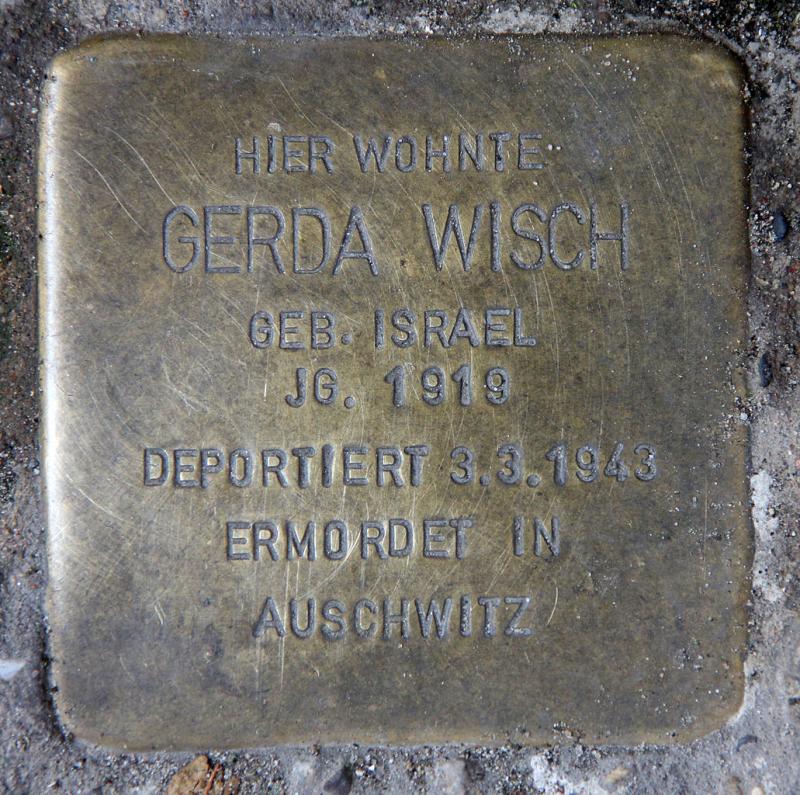 HIER WOHNTE
GERDA WISCH
GEB. ISRAEL
JG. 1919
DEPORTIERT 3.3.1943
ERMORDET IN
AUSCHWITZ